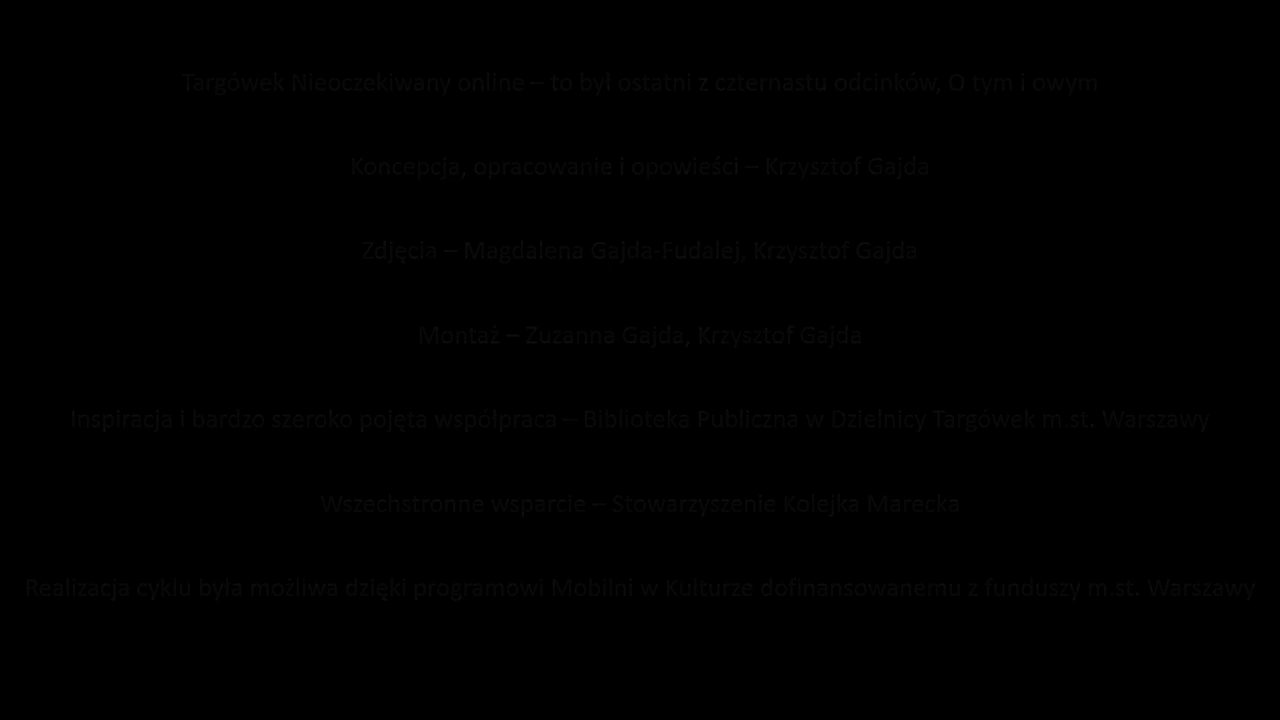 Targówek Nieoczekiwany online – to był ostatni z czternastu odcinków, O tym i owym
Koncepcja, opracowanie i opowieści – Krzysztof Gajda
Zdjęcia – Magdalena Gajda-Fudalej, Krzysztof Gajda
Montaż – Zuzanna Gajda, Krzysztof Gajda
Inspiracja i bardzo szeroko pojęta współpraca – Biblioteka Publiczna w Dzielnicy Targówek m.st. Warszawy
Wszechstronne wsparcie – Stowarzyszenie Kolejka Marecka
Realizacja cyklu była możliwa dzięki programowi Mobilni w Kulturze dofinansowanemu z funduszy m.st. Warszawy